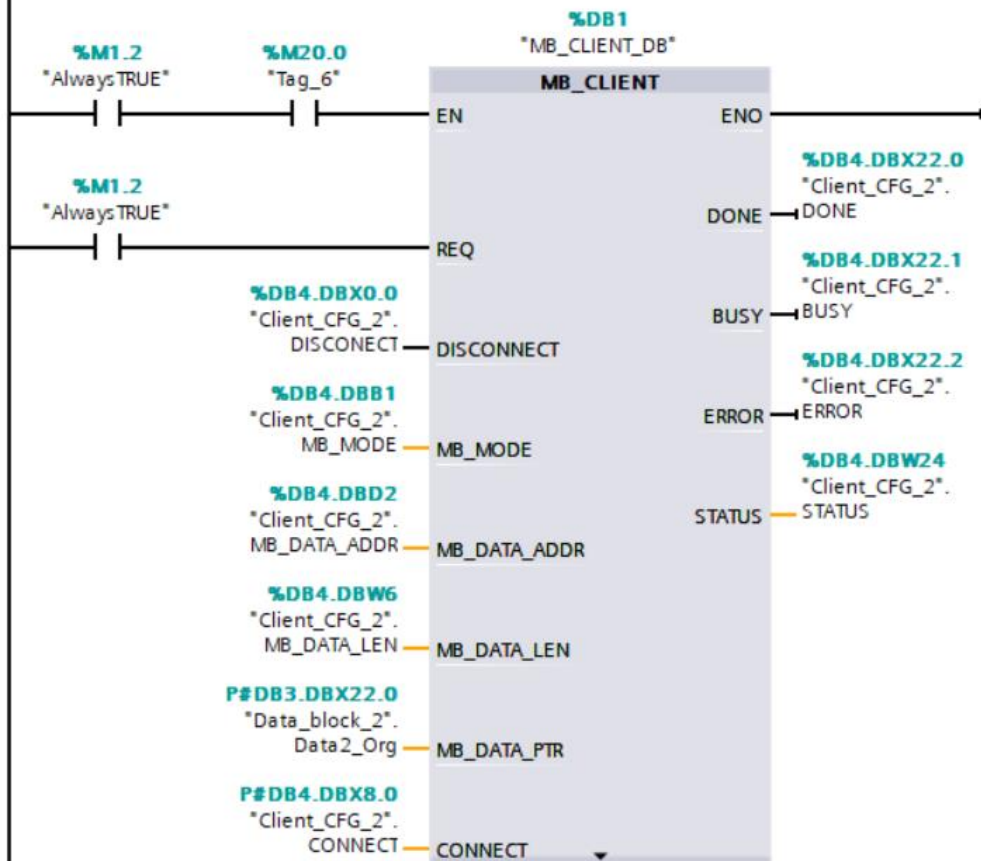 %DB1
"MB_CLIENT_DB"
%M1.2
"AlwaysTRUE"
%M20.0
"Tag_6"
MB_CLIENT
EN
ENO
%M1.2
"AlwaysTRUE"
REQ
%DB4.DBX22.0
"Client_CFG_2".
DONE
DONE
%DB4.DBX0.0
"Client_CFG_2".
DISCONECT
DISCONNECT
%DB4.DBX22.1
"Client_CFG_2".
BUSY
BUSY
%DB4.DBB1
"Client_CFG_2".
MB_MODE
MB_MODE
%DB4.DBX22.2
"Client_CFG_2".
ERROR
ERROR
%DB4.DBD2
"Client_CFG_2".
MB_DATA_ADDR
MB_DATA_ADDR
%DB4.DBW24
"Client_CFG_2".
STATUS
STATUS
%DB4.DBW6
"Client_CFG_2".
MB_DATA_LEN
MB_DATA_LEN
P#DB3.DBX22.0
"Data_block_2".
Data2_Org
MB_DATA_PTR
P#DB4.DBX8.0
"Client_CFG_2".
CONNECT
CONNECT